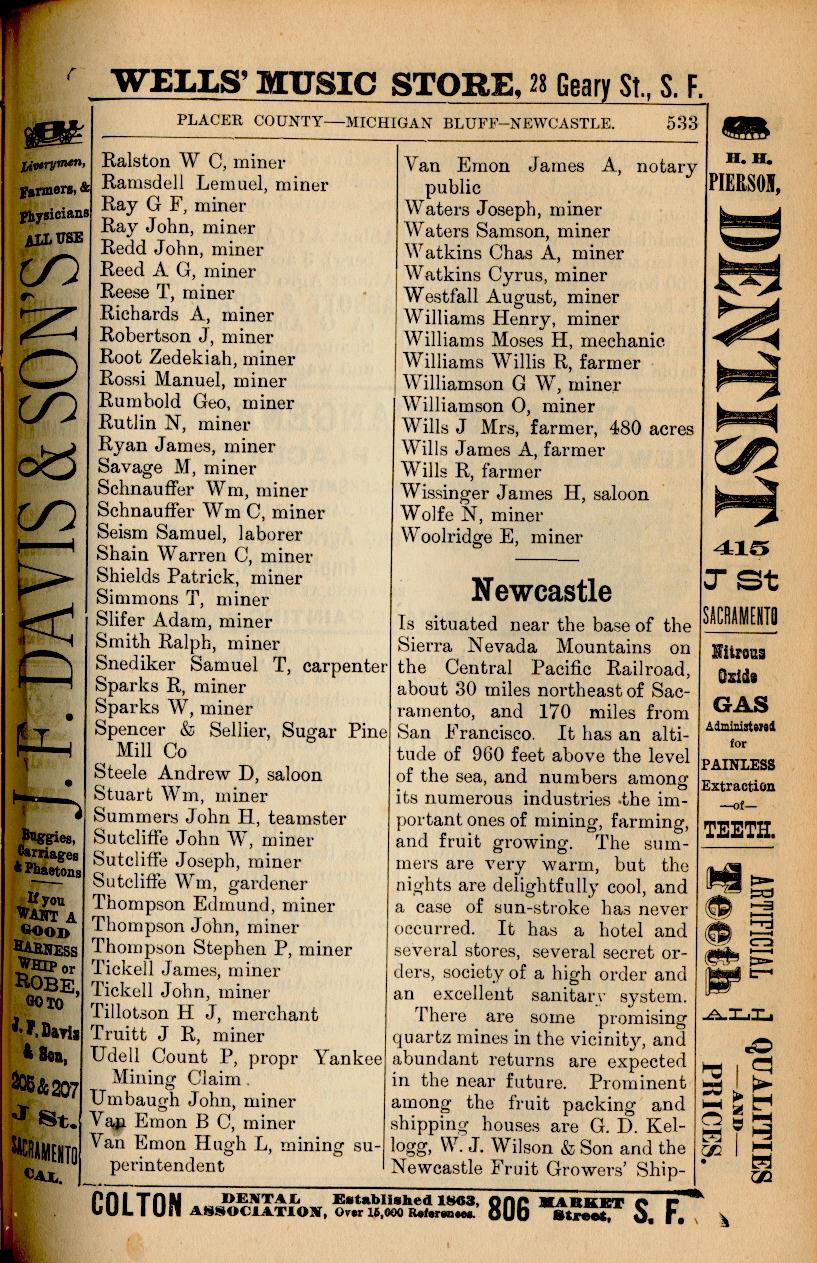 WELLS' MUSIC STORE, 28 Geary St., S. F.
PLACER COUNTY—MICHIGAN BLUFF—NEWCASTLE. 533
Liverymen,
Farmers, &
Physicians
ALL USE
J. F. DAVIS & SON'S
Buggies,
Carriages
& Phaetons
If you
WANT A
GOOD
HARNESS
WHIP or
ROBE,
GO TO
J. F. Davis
& Son,
205 & 207
J St.
SACRAMENTO
CAL.
Ralston W C, miner
Ramsdell Lemuel, miner
Ray G F, miner
Ray John, miner
Redd John, miner
Reed A G, miner
Reese T, miner
Richards A, miner
Robertson J, miner
Root Zedekiah, miner
Rossi Manuel, miner
Rumbold Geo, miner
Rutlin N, miner
Ryan James, miner
Savage M, miner
Schnauffer Wm, miner
Schnauffer Wm C, miner
Seism Samuel, laborer
Shain Warren C, miner
Shields Patrick, miner
Simmons T, miner
Slifer Adam, miner
Smith Ralph, miner
Snediker Samuel T, carpenter
Sparks R, miner
Sparks W, miner
Spencer & Sellier, Sugar Pine
Mill Co
Steele Andrew D, saloon
Stuart Wm, miner
Summers John H, teamster
Sutcliffe John W, miner
Sutcliffe Joseph, miner
Sutcliffe Wm, gardener
Thompson Edmund, miner
Thompson John, miner
Thompson Stephen P, miner
Tickell James, miner
Tickell John, miner
Tillotson H J, merchant
Truitt J R, miner
Udell Count P, propr Yankee
Mining Claim.
Umbaugh John, miner
Van Emon B C, miner
Van Emon Hugh L, mining su-
perintendent
Van Emon James A, notary
public
Waters Joseph, miner
Waters Samson, miner
Watkins Chas A, miner
Watkins Cyrus, miner
Westfall August, miner
Williams Henry, miner
Williams Moses H, mechanic
Williams Willis R, farmer
Williamson G W, miner
Williamson O, miner
Wills J Mrs, farmer, 480 acres
Wills James A, farmer
Wills R, farmer
Wissinger James H, saloon
Wolfe N, miner
Woolridge E, miner
Newcastle
Is situated near the base of the
Sierra Nevada Mountains on
the Central Pacific Railroad,
about 30 miles northeast of Sac-
ramento, and 170 miles from
San Francisco. It has an alti-
tude of 960 feet above the level
of the sea, and numbers among
its numerous industries the im-
portant ones of mining, farming,
and fruit growing. The sum-
mers are very warm, but the
nights are delightfully cool, and
a case of sun-stroke has never
occurred. It has a hotel and
several stores, several secret or-
ders, society of a high order and
an excellent sanitary system.
There are some promising
quartz mines in the vicinity, and
abundant returns are expected
in the near future. Prominent
among the fruit packing and
shipping houses are G. D. Kel-
logg, W. J. Wilson & Son and the
Newcastle Fruit Growers' Ship-
H. H.
PIERSON,
DENTIST
415
J St
SACRAMENTO
Nitrous
Oxide
GAS
Administered
for
PAINLESS
Extraction
—of—
TEETH.
ARTIFICIAL
Teeth
ALL
QUALITIES
—AND—
PRICES.
COLTON DENTAL ASSOCIATION, Established 1863, Over 15,000 References. 806 MARKET Street, S. F.